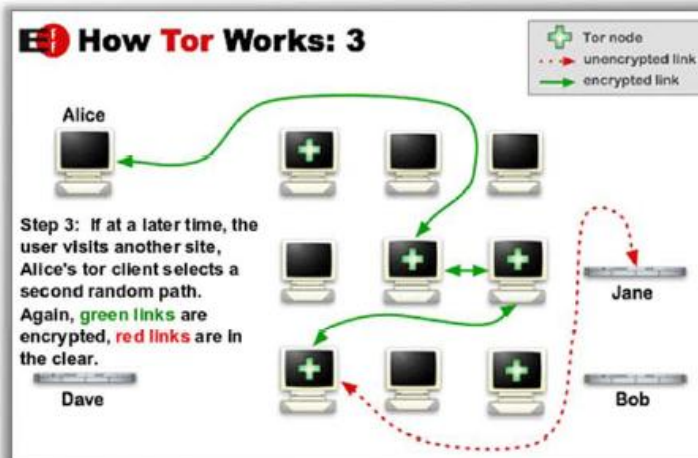 EFF How Tor Works: 3
Tor node
unencrypted link
encrypted link
Alice
Step 3: If at a later time, the
user visits another site,
Alice's tor client selects a
second random path.
Again, green links are
encrypted, red links are in
the clear.
Jane
Dave
Bob